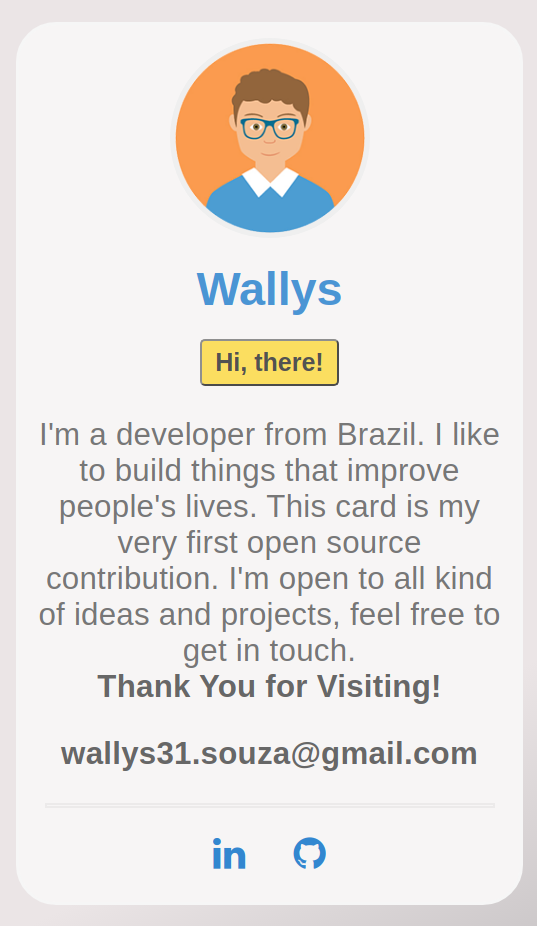 Wallys
Hi, there!
I'm a developer from Brazil. I like
to build things that improve
people's lives. This card is my
very first open source
contribution. I'm open to all kind
of ideas and projects, feel free to
get in touch.
Thank You for Visiting!
wallys31.souza@gmail.com
in